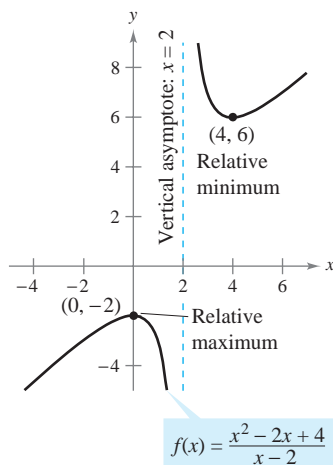 y
8
6
4
2
Vertical asymptote: x = 2
(4, 6)
Relative
minimum
x
−4
−2
2
4
6
(0, −2)
Relative
maximum
−4
f(x) = \frac{x² − 2x + 4}{x − 2}